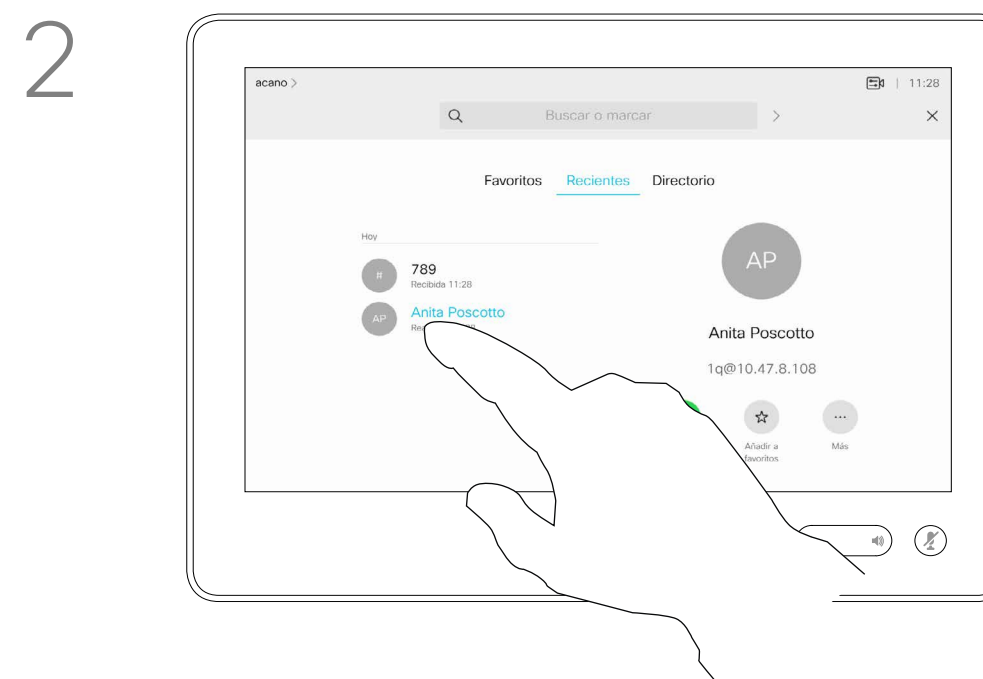 2
acano >
11:28
Buscar o marcar
Favoritos Recientes Directorio
Hoy
#
789
Recibida 11:28
AP
Anita Poscotto
AP
Anita Poscotto
1q@10.47.8.108
Añadir a
favoritos
Más